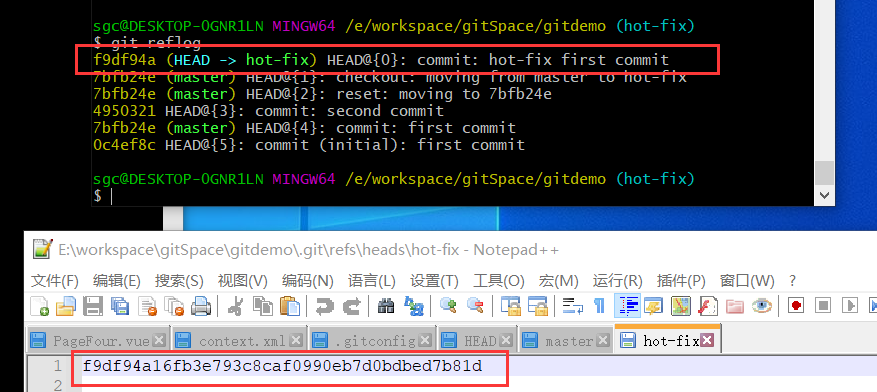 sgc@DESKTOP-OGNR1LN MINGW64 /e/workspace/gitSpace/gitdemo (hot-fix)
$ git reflog
f9df94a (HEAD -> hot-fix) HEAD@{0}: commit: hot-fix first commit
7bfb24e (master) HEAD@{1}: checkout: moving from master to hot-fix
7bfb24e (master) HEAD@{2}: reset: moving to 7bfb24e
4950321 HEAD@{3}: commit: second commit
7bfb24e (master) HEAD@{4}: commit: first commit
0c4ef8c HEAD@{5}: commit (initial): first commit
sgc@DESKTOP-OGNR1LN MINGW64 /e/workspace/gitSpace/gitdemo (hot-fix)
$
E:\workspace\gitSpace\gitdemo\.git\refs\heads\hot-fix - Notepad++
文件(F) 编辑(E) 搜索(S) 视图(V) 编码(N) 语言(L) 设置(T) 工具(O) 宏(M) 运行(R) 插件(P) 窗口(W) ?
PageFour.vue context.xml .gitconfig HEAD master hot-fix
1 f9df94a16fb3e793c8caf0990eb7d0bdbed7b81d
2